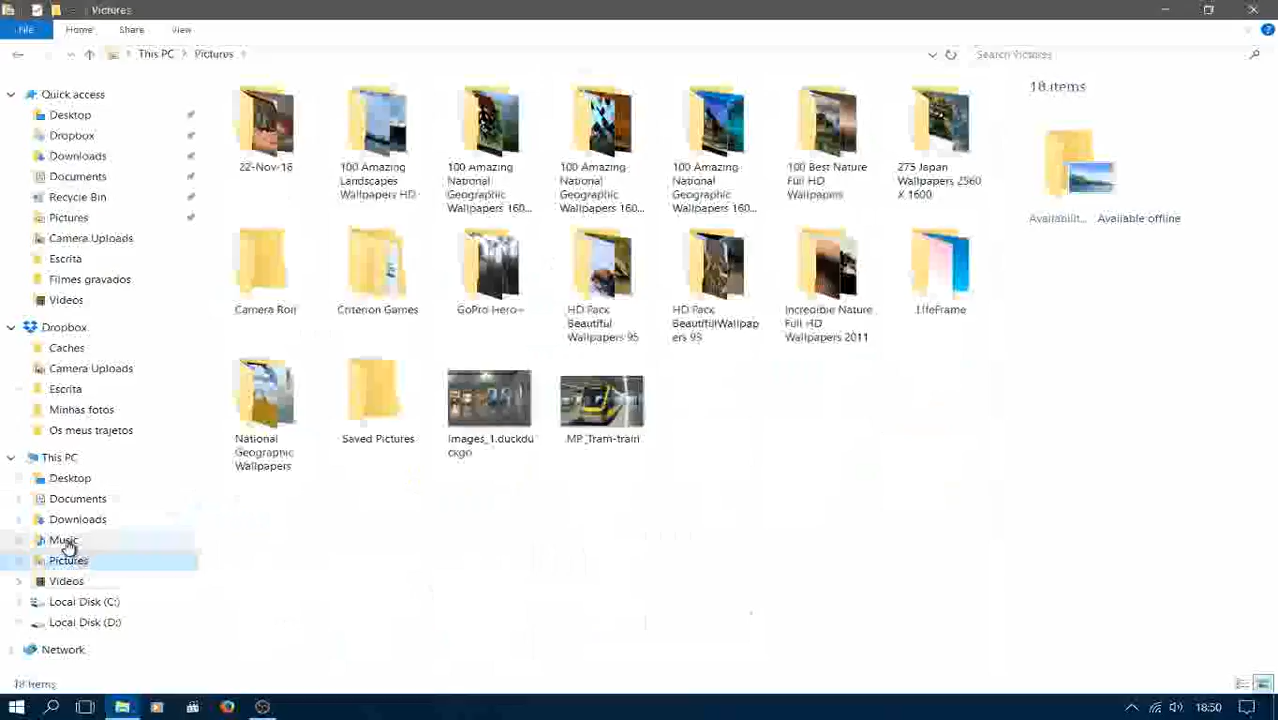 Pictures
File Home Share View
This PC Pictures
Search Pictures
Quick access
Desktop
Dropbox
Downloads
Documents
Recycle Bin
Pictures
Camera Uploads
Escrita
Filmes gravados
Videos
Dropbox
Caches
Camera Uploads
Escrita
Minhas fotos
Os meus trajetos
This PC
Desktop
Documents
Downloads
Music
Pictures
Videos
Local Disk (C:)
Local Disk (D:)
Network
18 items
22-Nov-18
100 Amazing
Landscapes
Wallpapers HD
100 Amazing
National
Geographic
Wallpapers 160...
100 Amazing
National
Geographic
Wallpapers 160...
100 Amazing
National
Geographic
Wallpapers 160...
100 Best Nature
Full HD
Wallpapers
275 Japan
Wallpapers 2560
X 1600
Camera Roll
Criterion Games
GoPro Hero+
HD Pack
Beautiful
Wallpapers 95
HD Pack
BeautifulWallpap
ers 93
Incredible Nature
Full HD
Wallpapers 2011
LifeFrame
National
Geographic
Wallpapers
Saved Pictures
Images_1.duckdu
ckgo
MP_Tram-train
18 items
Availabilit... Available offline
18:50